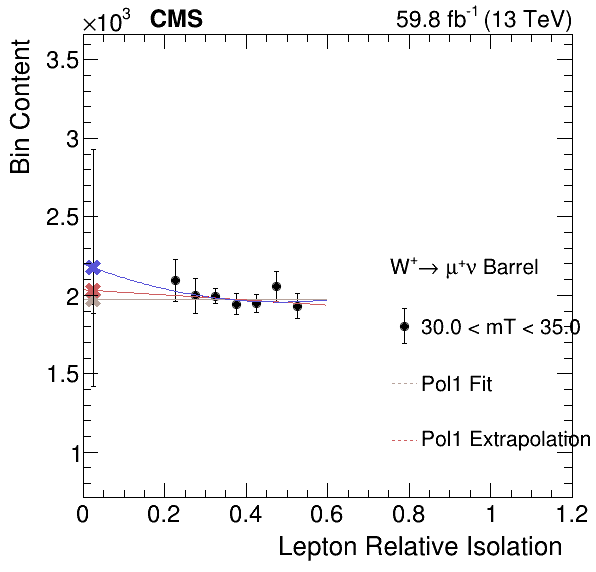 ×10³ CMS 59.8 fb⁻¹ (13 TeV)
Bin Content
3.5
3
2.5
2
1.5
1
W⁺→ μ⁺ν Barrel
30.0 < mT < 35.0
Pol1 Fit
Pol1 Extrapolation
0 0.2 0.4 0.6 0.8 1 1.2
Lepton Relative Isolation